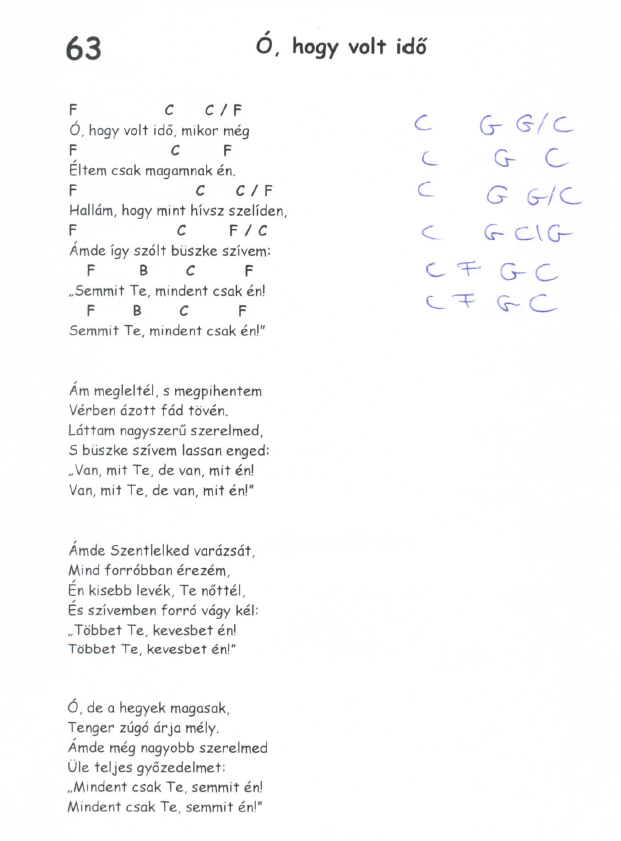 63 Ó, hogy volt idő
F C C / F
Ó, hogy volt idő, mikor még
C G G/C
F C F
Éltem csak magamnak én.
C G C
F C C / F
Hallám, hogy mint hívsz szelíden,
C G G/C
F C F / C
Ámde így szólt büszke szívem:
C G C\G
F B C F
„Semmit Te, mindent csak én!
C F G C
F B C F
Semmit Te, mindent csak én!"
C F G C
Ám megleltél, s megpihentem
Vérben ázott fád tövén.
Láttam nagyszerű szerelmed,
S büszke szívem lassan enged:
„Van, mit Te, de van, mit én!
Van, mit Te, de van, mit én!"
Ámde Szentlelked varázsát,
Mind forróbban érezém,
Én kisebb levék, Te nőttél,
És szívemben forró vágy kél:
„Többet Te, kevesbet én!
Többet Te, kevesbet én!"
Ó, de a hegyek magasak,
Tenger zúgó árja mély.
Ámde még nagyobb szerelmed
Üle teljes győzedelmet:
„Mindent csak Te, semmit én!
Mindent csak Te, semmit én!"